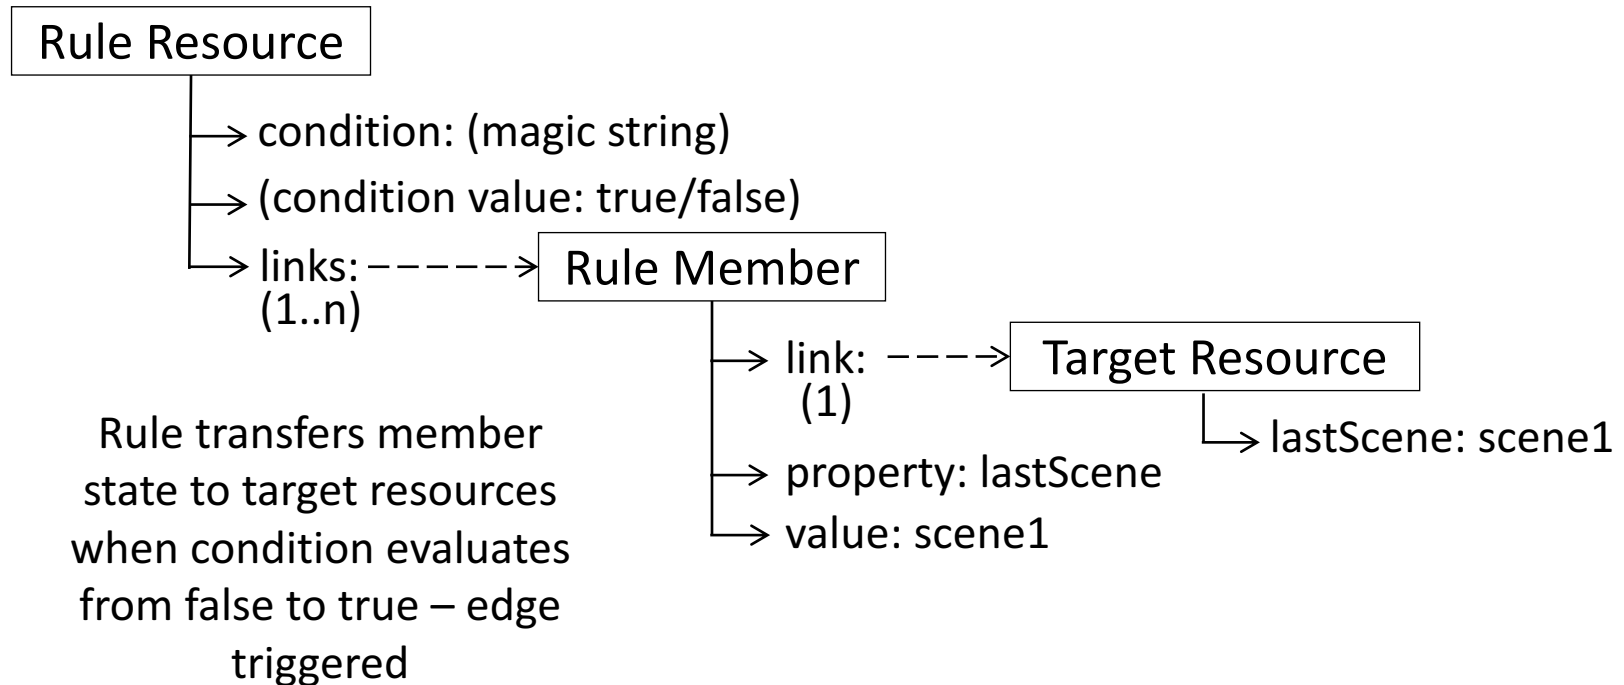 Rule Resource
condition: (magic string)
(condition value: true/false)
links:
(1..n)
Rule Member
link:
(1)
Target Resource
lastScene: scene1
property: lastScene
value: scene1
Rule transfers member
state to target resources
when condition evaluates
from false to true – edge
triggered